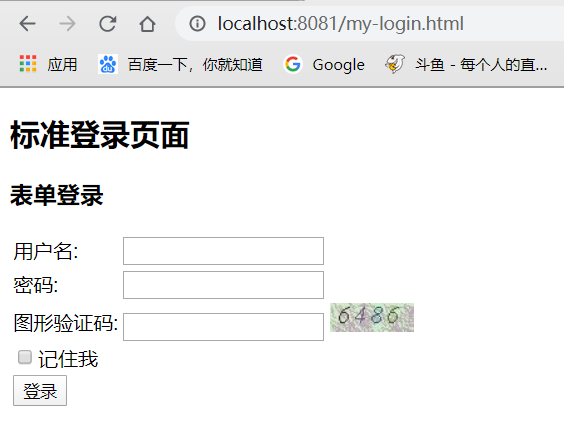 localhost:8081/my-login.html
应用 百度一下，你就知道 Google 斗鱼 - 每个人的直...
标准登录页面
表单登录
用户名:
密码:
图形验证码: 6486
记住我
登录